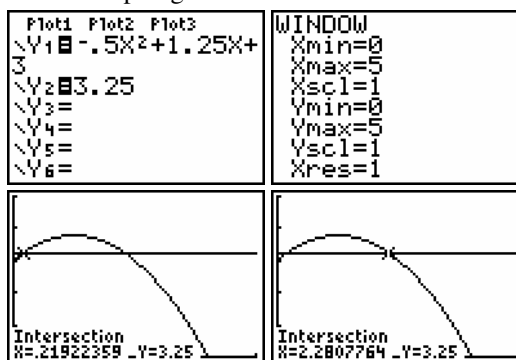 Plot1 Plot2 Plot3
\Y1=-.5X²+1.25X+
3
\Y2=3.25
\Y3=
\Y4=
\Y5=
\Y6=
WINDOW
Xmin=0
Xmax=5
Xscl=1
Ymin=0
Ymax=5
Yscl=1
Xres=1
Intersection
X=.21922359 Y=3.25
Intersection
X=2.2807764 Y=3.25